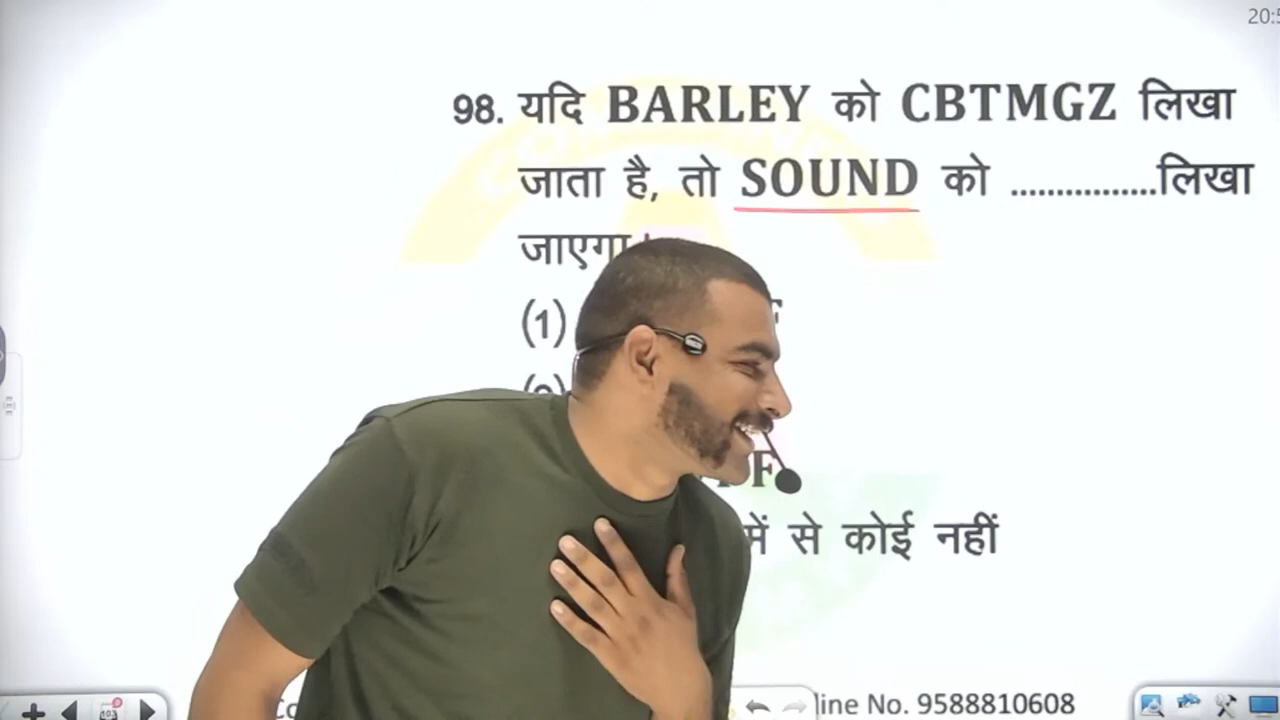 98. यदि BARLEY को CBTMGZ लिखा
जाता है, तो SOUND को ................लिखा
जाएगा
(1)
में से कोई नहीं
line No. 9588810608